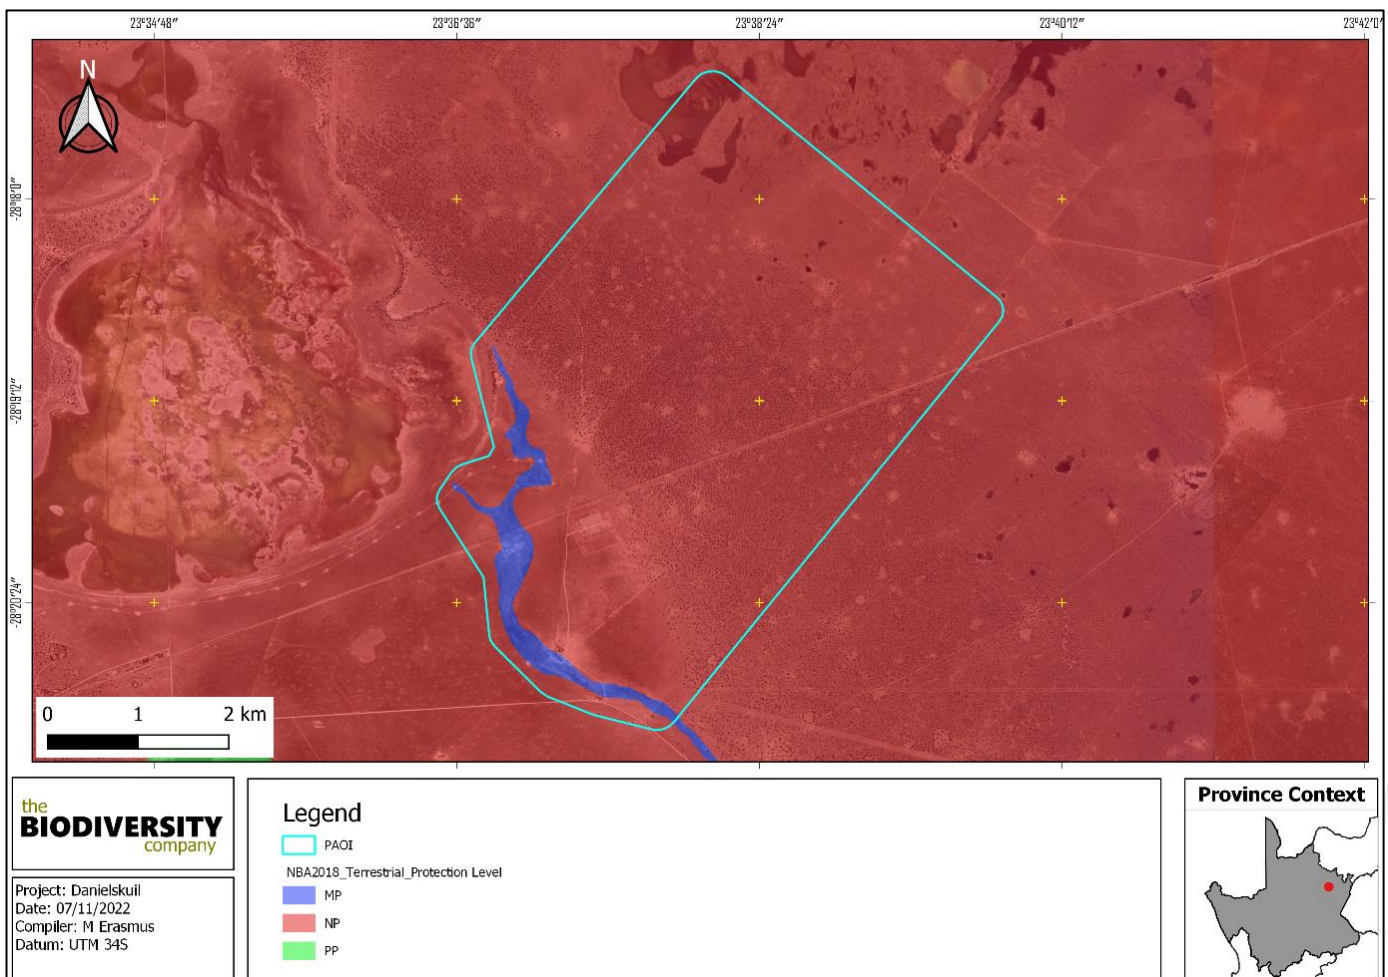 23°34'48" 23°36'36" 23°38'24" 23°40'12" 23°42'0"
N
-28°18'0"
-28°19'12"
-28°20'24"
0 1 2 km
the
BIODIVERSITY
company
Project: Danielskuil
Date: 07/11/2022
Compiler: M Erasmus
Datum: UTM 34S
Legend
PAOI
NBA2018_Terrestrial_Protection Level
MP
NP
PP
Province Context